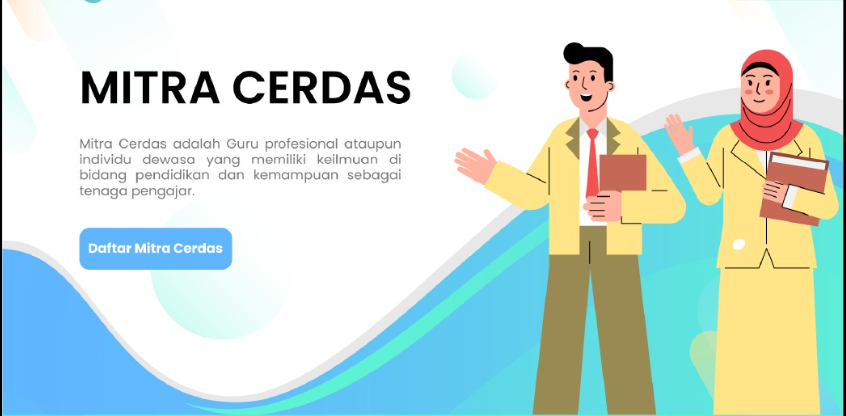 MITRA CERDAS
Mitra Cerdas adalah Guru profesional ataupun
individu dewasa yang memiliki keilmuan di
bidang pendidikan dan kemampuan sebagai
tenaga pengajar.
Daftar Mitra Cerdas